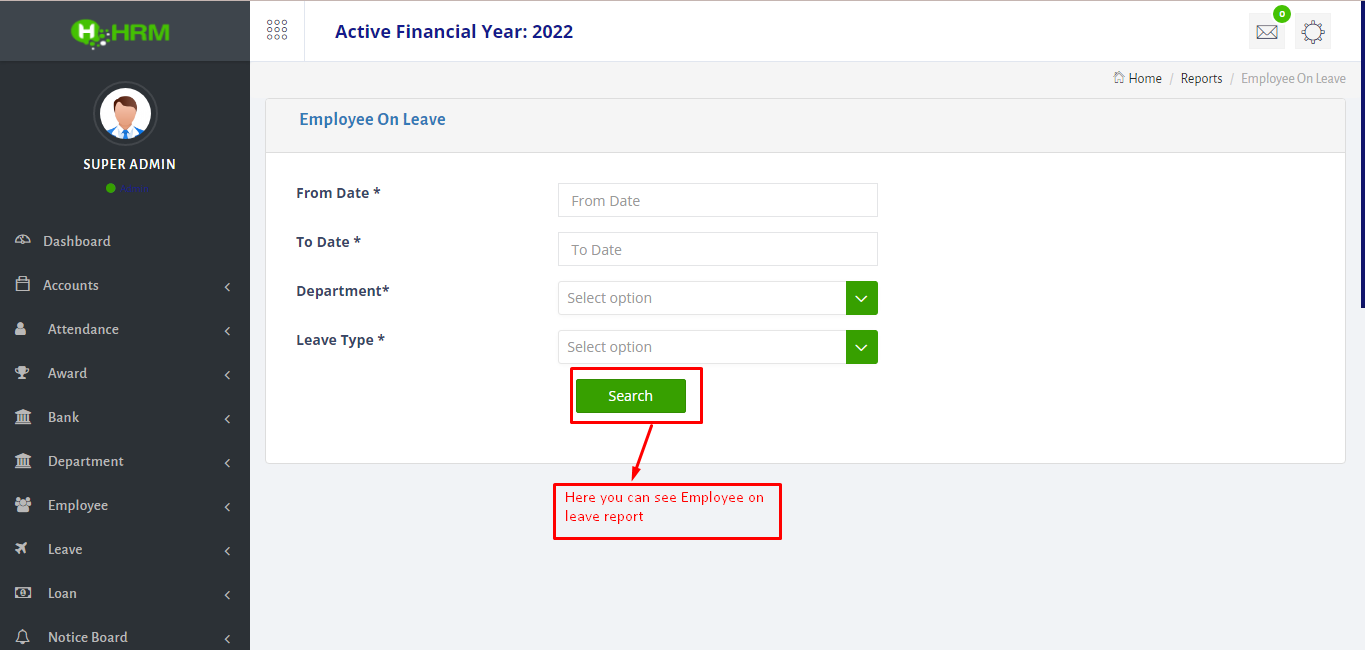 HRM
Active Financial Year: 2022
0
Home / Reports / Employee On Leave
SUPER ADMIN
Dashboard
Accounts
Attendance
Award
Bank
Department
Employee
Leave
Loan
Notice Board
Employee On Leave
From Date *
From Date
To Date *
To Date
Department*
Select option
Leave Type *
Select option
Search
Here you can see Employee on
leave report